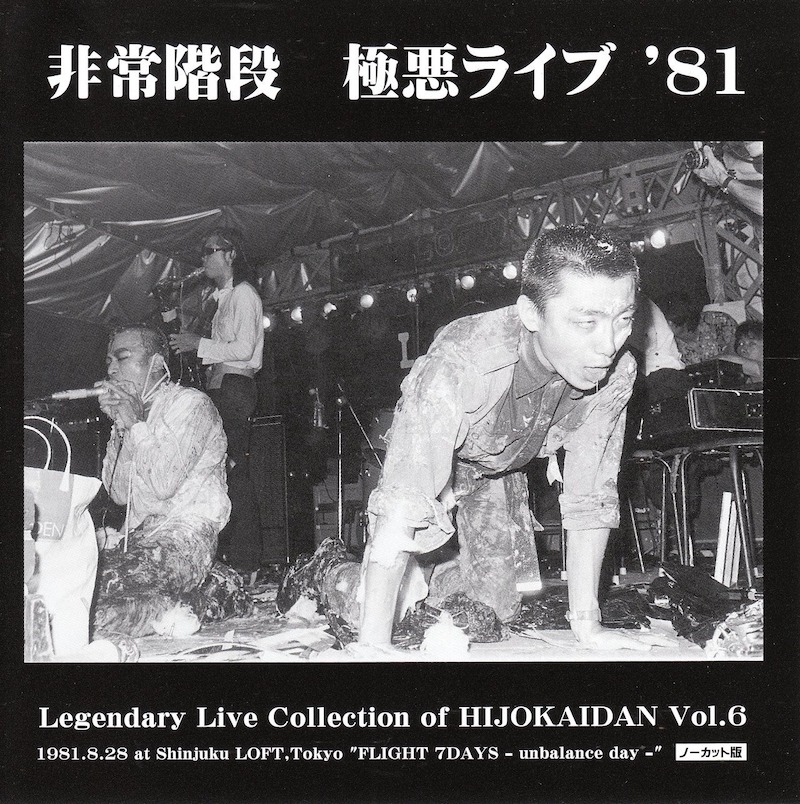 非常階段 極悪ライブ ’81
DEN
Legendary Live Collection of HIJOKAIDAN Vol.6
1981.8.28 at Shinjuku LOFT,Tokyo "FLIGHT 7DAYS - unbalance day -" ノーカット版